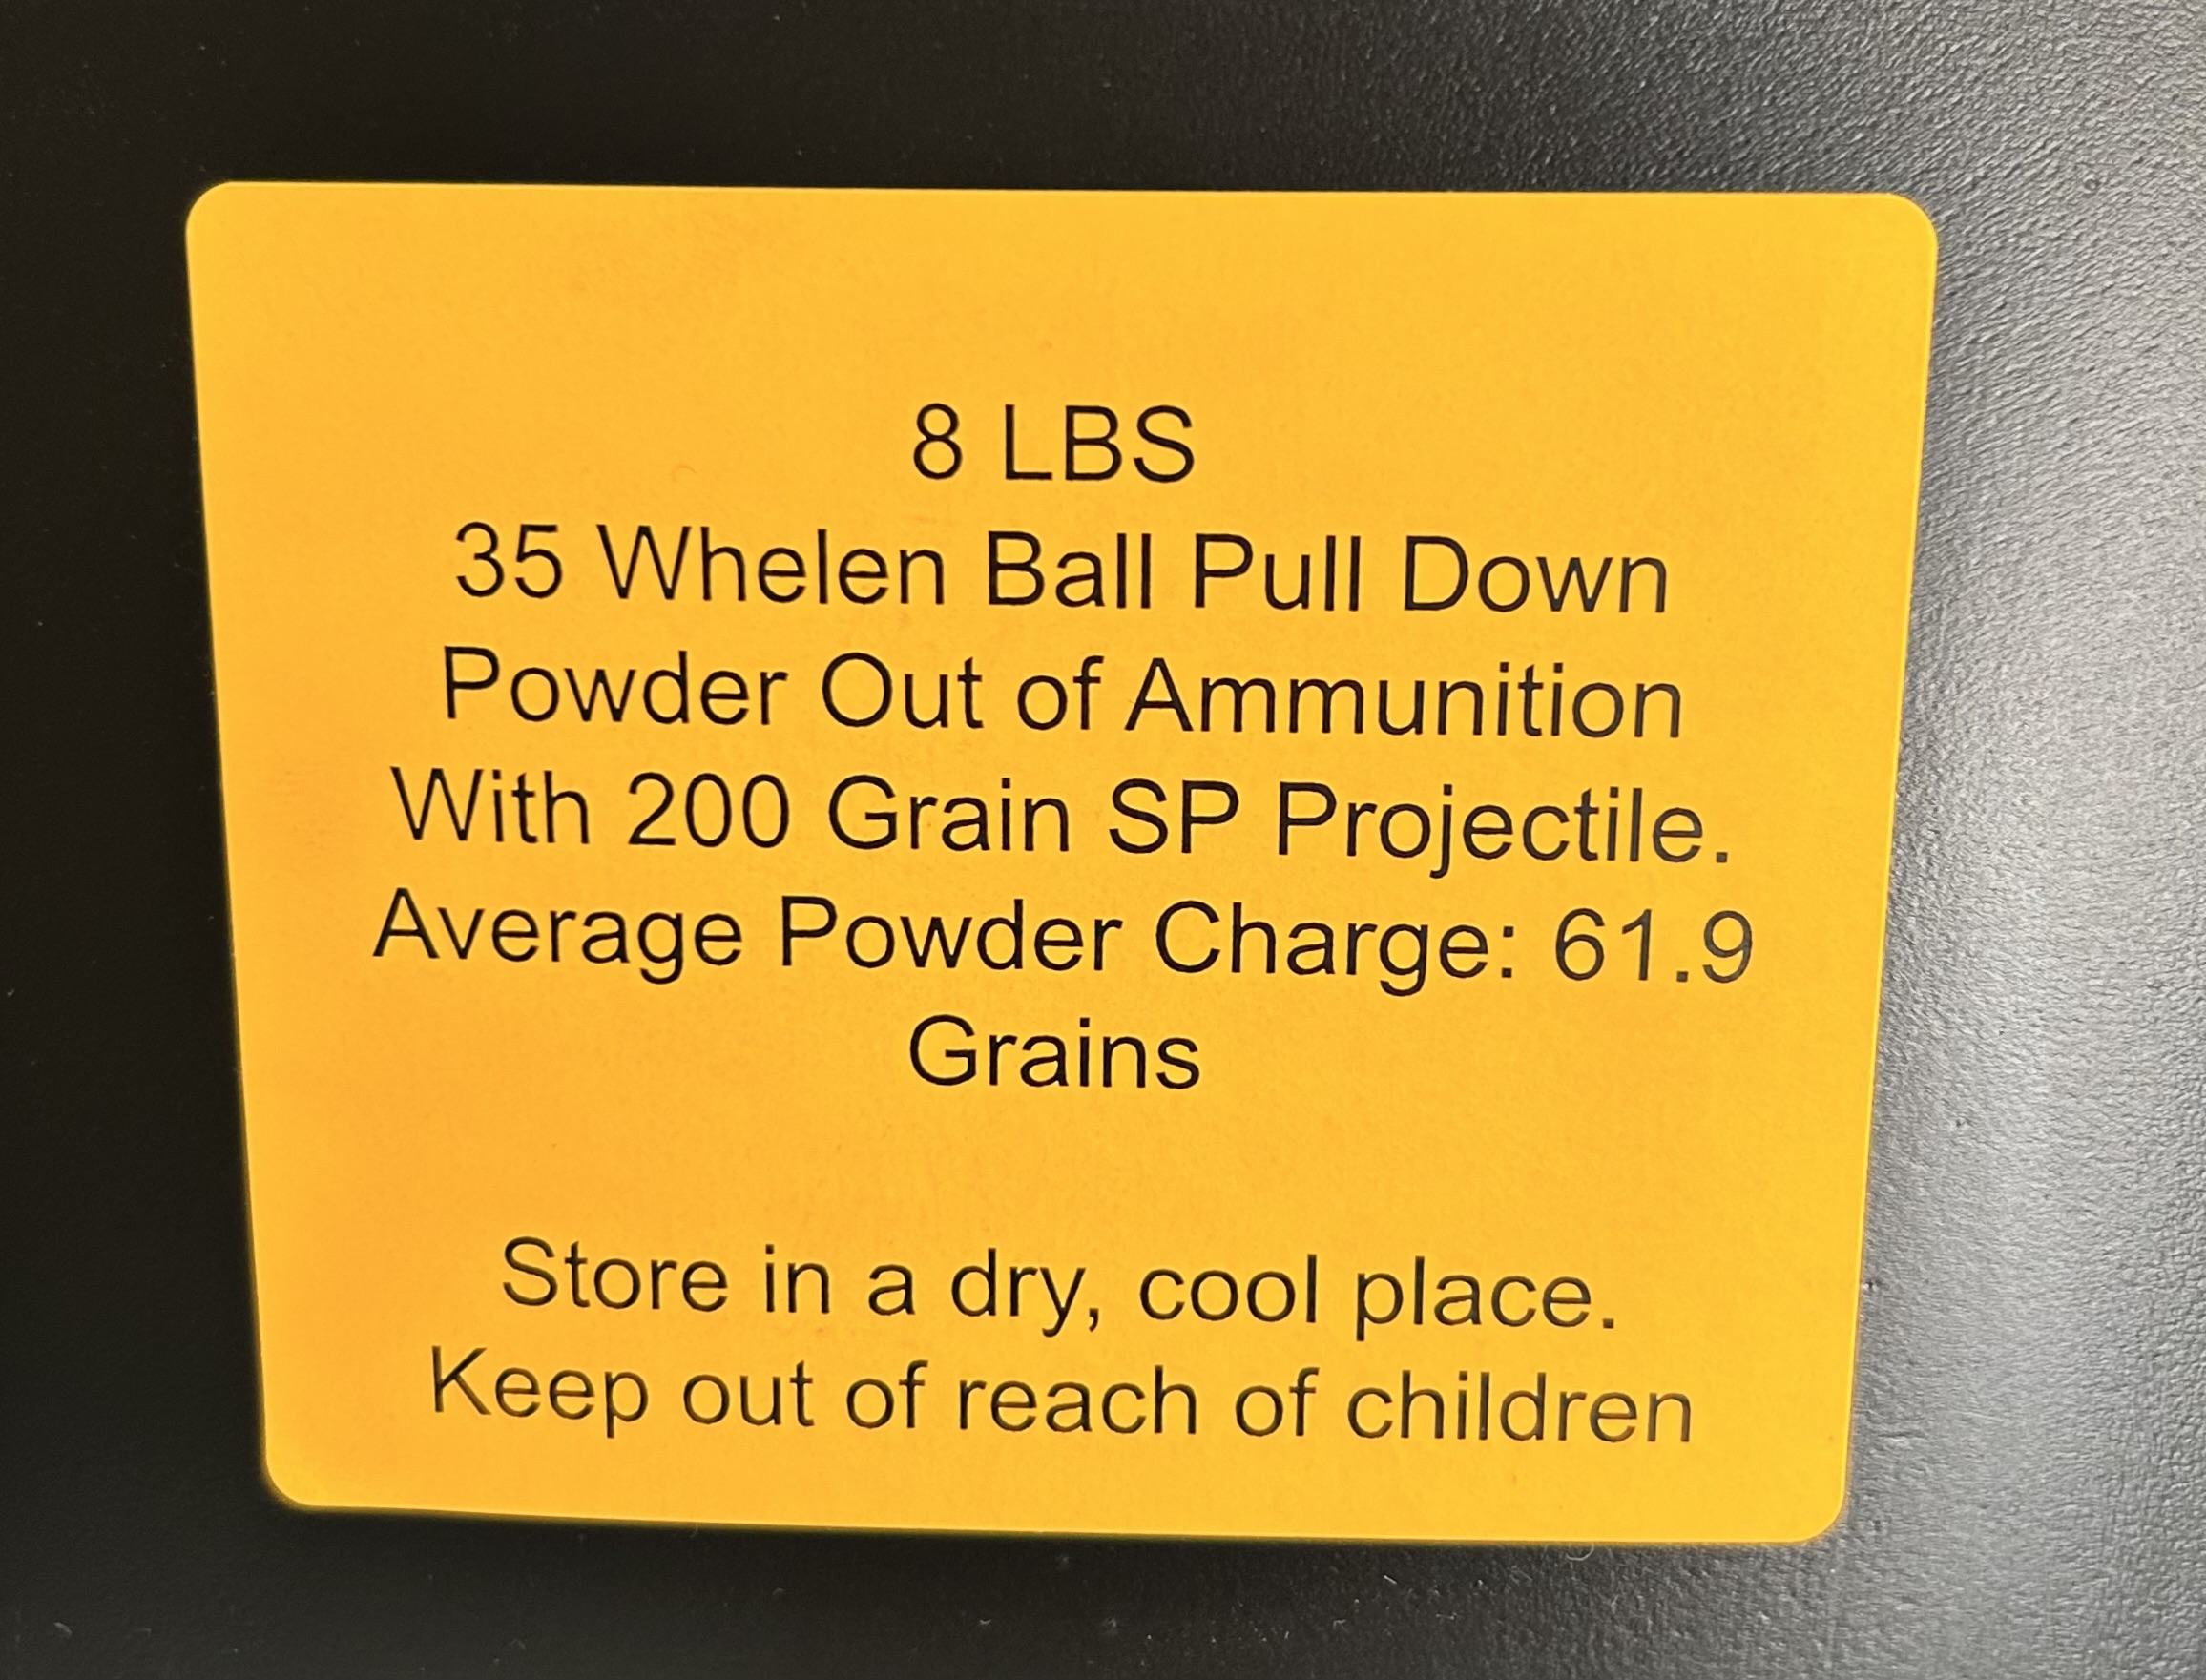 8 LBS
35 Whelen Ball Pull Down
Powder Out of Ammunition
With 200 Grain SP Projectile.
Average Powder Charge: 61.9
Grains
Store in a dry, cool place.
Keep out of reach of children